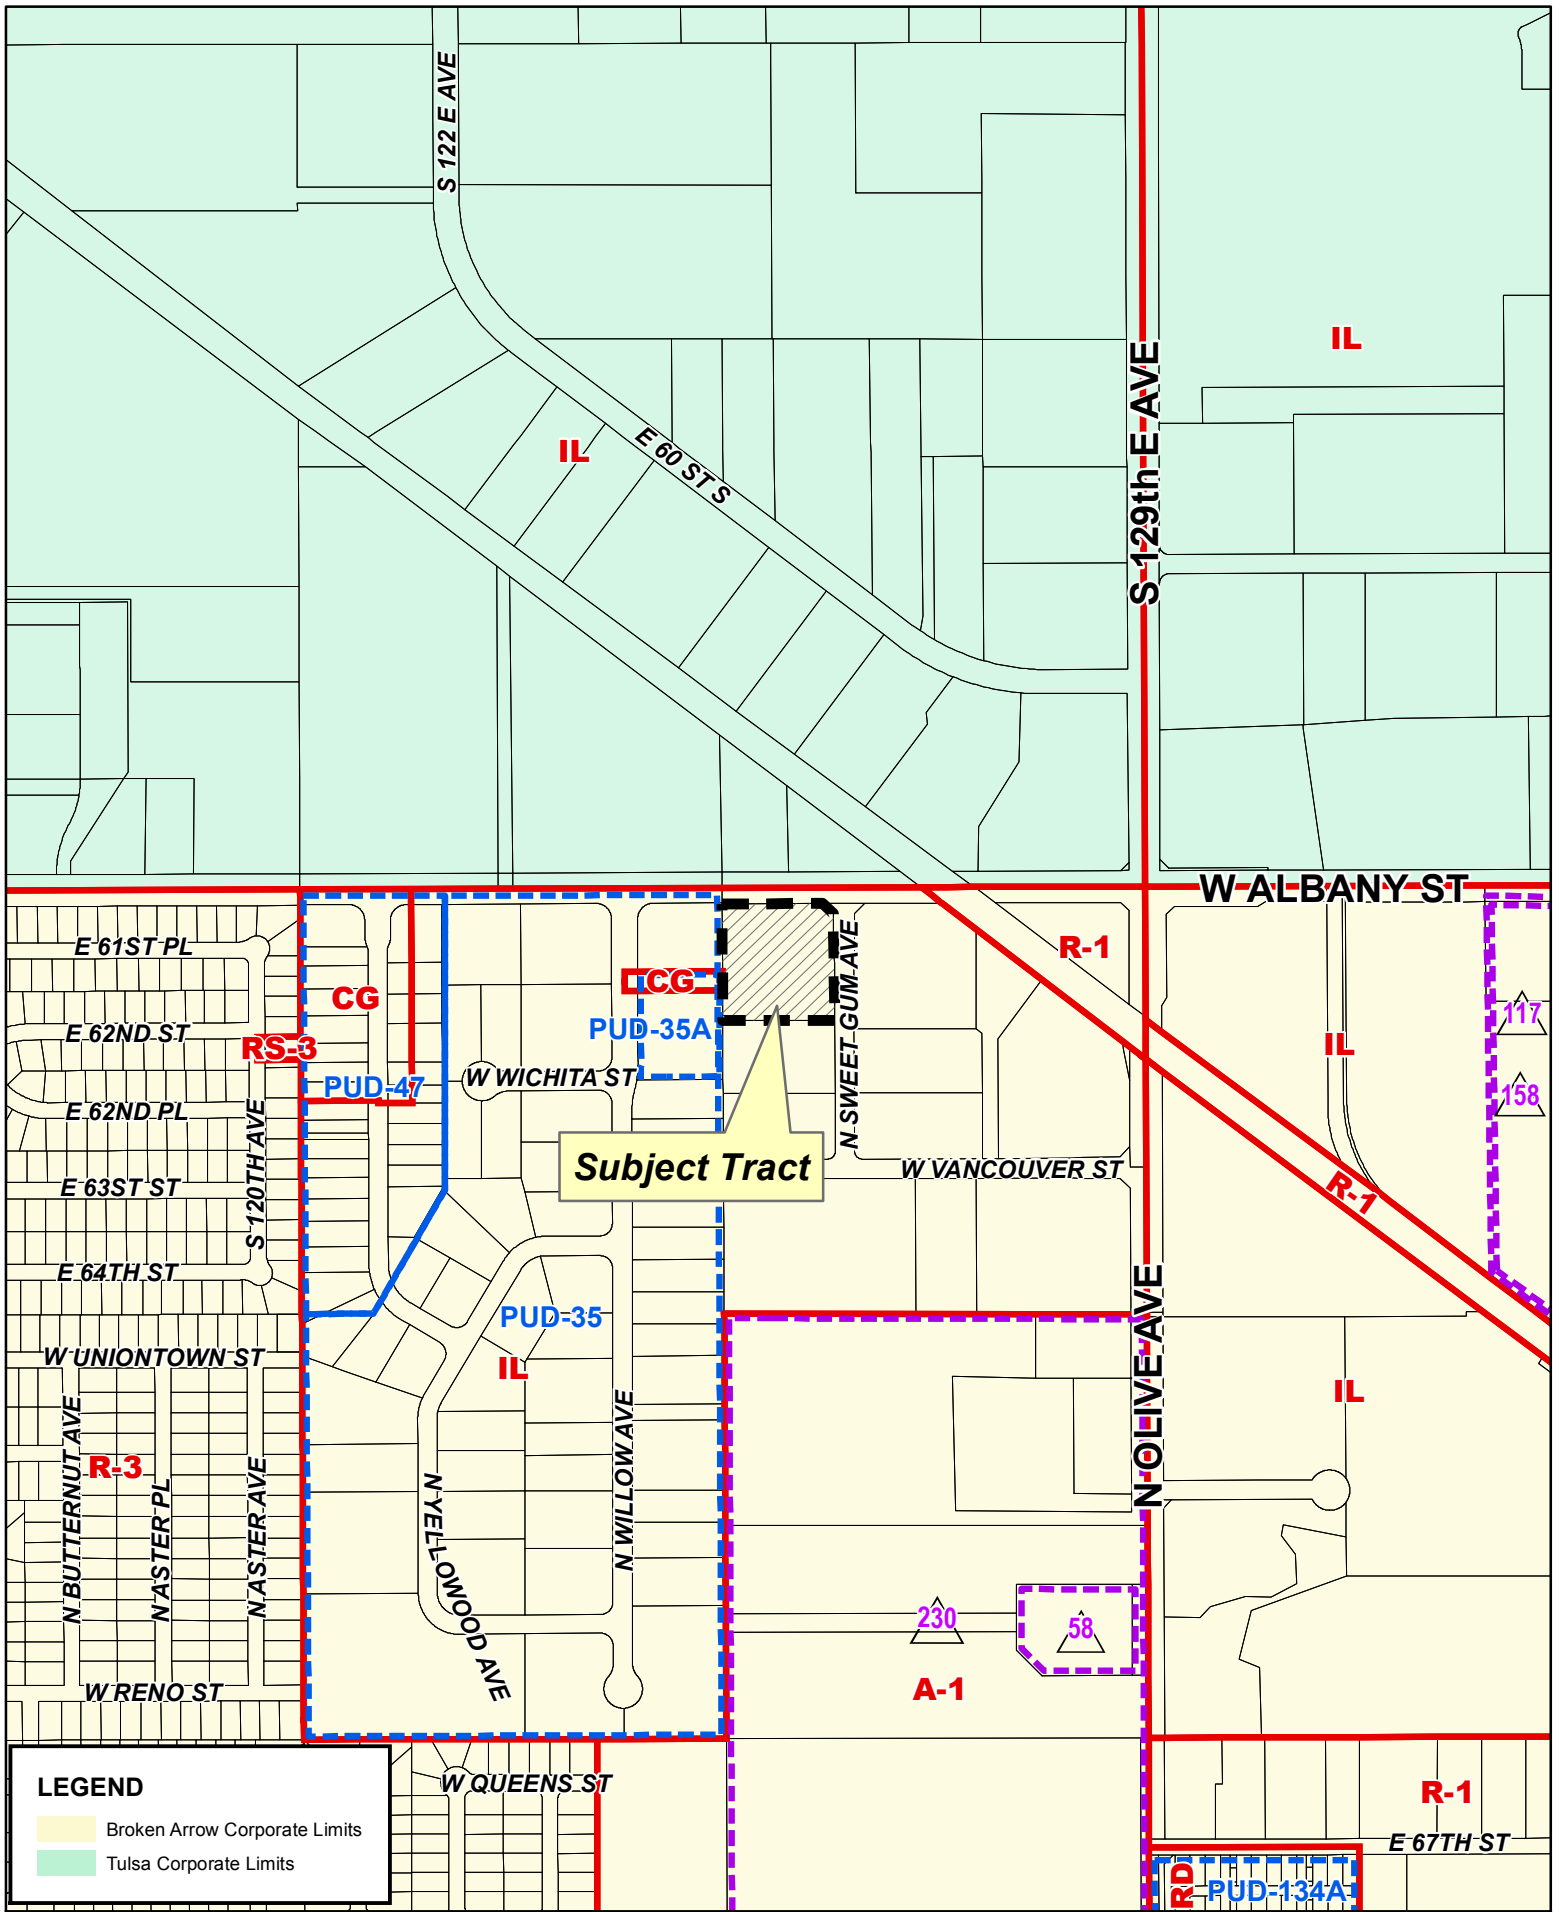 S 122 E AVE
IL
S 129th E AVE
IL
E 60 ST S
W ALBANY ST
E 61ST PL
N SWEET GUM AVE
R-1
CG
CG
117
E 62ND ST
PUD-35A
RS-3
IL
W WICHITA ST
PUD-47
158
E 62ND PL
S 120TH AVE
Subject Tract
W VANCOUVER ST
E 63ST ST
R-1
E 64TH ST
PUD-35
N OLIVE AVE
W UNIONTOWN ST
IL
IL
N BUTTERNUT AVE
R-3
N ASTER PL
N ASTER AVE
N YELLOWOOD AVE
N WILLOW AVE
230
58
A-1
W RENO ST
W QUEENS ST
R-1
E 67TH ST
RD
PUD-134A
LEGEND
Broken Arrow Corporate Limits
Tulsa Corporate Limits